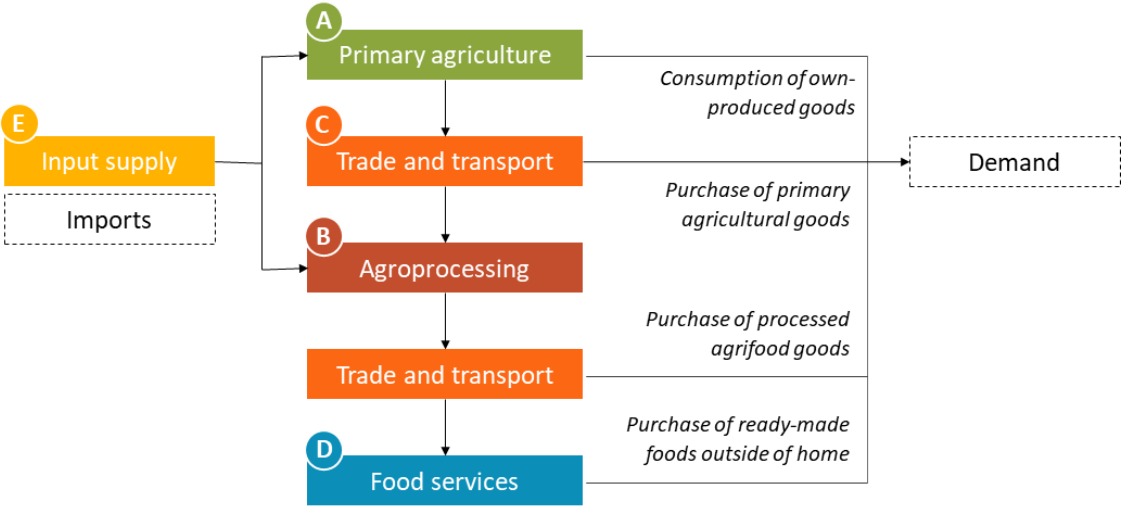 A
Primary agriculture
Consumption of own-
produced goods
E
Input supply
Imports
C
Trade and transport
Demand
Purchase of primary
agricultural goods
B
Agroprocessing
Purchase of processed
agrifood goods
Trade and transport
Purchase of ready-made
foods outside of home
D
Food services